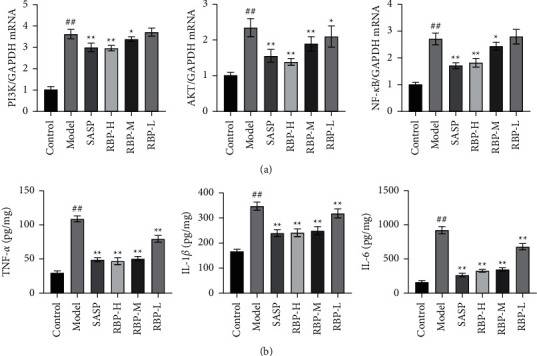 PI3K/GAPDH mRNA
5
4
3
2
1
0
##
**
**
*
Control
Model
SASP
RBP-H
RBP-M
RBP-L
AKT/GAPDH mRNA
3
2
1
0
##
**
**
**
*
Control
Model
SASP
RBP-H
RBP-M
RBP-L
NF-κB/GAPDH mRNA
4
3
2
1
0
##
**
**
*
Control
Model
SASP
RBP-H
RBP-M
RBP-L
(a)
TNF-α (pg/mg)
150
100
50
0
##
**
**
**
**
Control
Model
SASP
RBP-H
RBP-M
RBP-L
IL-1β (pg/mg)
400
300
200
100
0
##
**
**
**
**
Control
Model
SASP
RBP-H
RBP-M
RBP-L
IL-6 (pg/mg)
1500
1000
500
0
##
**
**
**
**
Control
Model
SASP
RBP-H
RBP-M
RBP-L
(b)